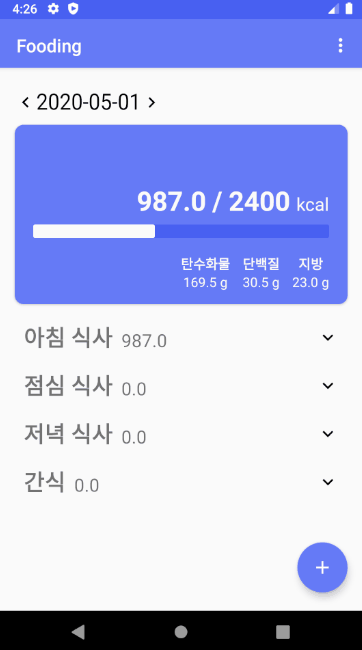 4:26
Fooding
2020-05-01
987.0 / 2400 kcal
탄수화물 단백질 지방
169.5 g 30.5 g 23.0 g
아침 식사 987.0
점심 식사 0.0
저녁 식사 0.0
간식 0.0